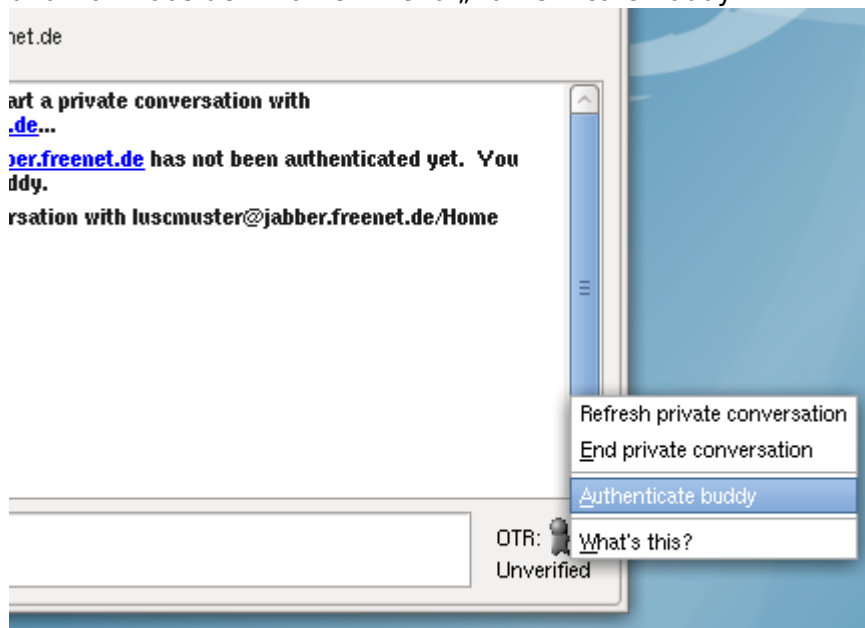 net.de
art a private conversation with
.de...
ber.freenet.de has not been authenticated yet. You
ddy.
rsation with luscmuster@jabber.freenet.de/Home
Refresh private conversation
End private conversation
Authenticate buddy
OTR:
What's this?
Unverified